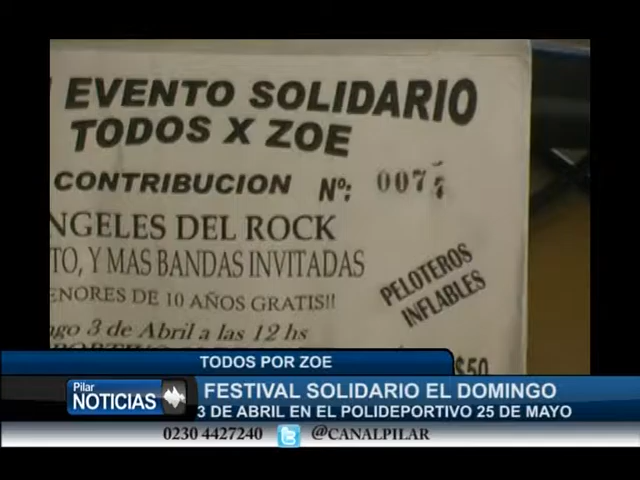 EVENTO SOLIDARIO
TODOS X ZOE
CONTRIBUCION Nº:
NGELES DEL ROCK
TO, Y MAS BANDAS INVITADAS
ENORES DE 10 AÑOS GRATIS!!
PELOTEROS
INFLABLES
ngo 3 de Abril a las 12 hs
$50
TODOS POR ZOE
Pilar
NOTICIAS
FESTIVAL SOLIDARIO EL DOMINGO
3 DE ABRIL EN EL POLIDEPORTIVO 25 DE MAYO
0230 4427240 @CANALPILAR